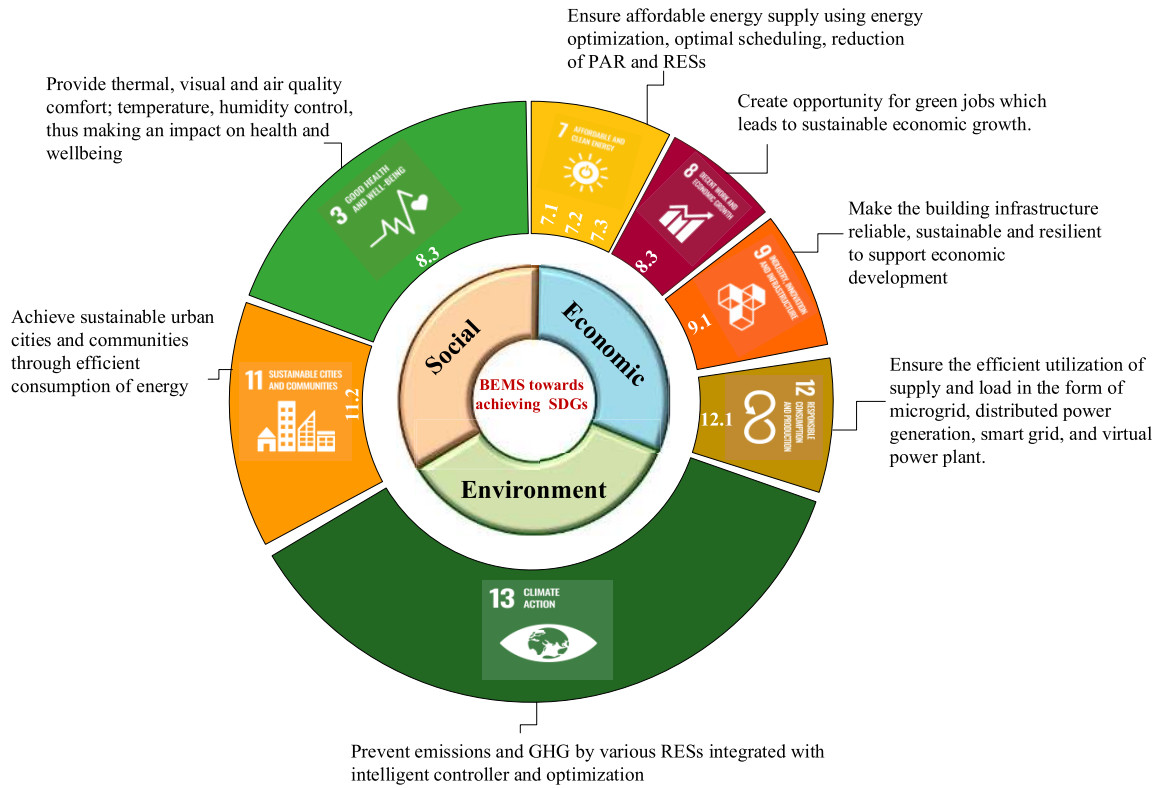 Ensure affordable energy supply using energy
optimization, optimal scheduling, reduction
of PAR and RESs
Provide thermal, visual and air quality
comfort; temperature, humidity control,
thus making an impact on health and
wellbeing
Create opportunity for green jobs which
leads to sustainable economic growth.
Make the building infrastructure
reliable, sustainable and resilient
to support economic
development
Achieve sustainable urban
cities and communities
through efficient
consumption of energy
Ensure the efficient utilization of
supply and load in the form of
microgrid, distributed power
generation, smart grid, and virtual
power plant.
3 GOOD HEALTH
AND WELL-BEING
8.3
7 AFFORDABLE AND
CLEAN ENERGY
7.1
7.2
7.3
8 DECENT WORK AND
ECONOMIC GROWTH
8.3
9 INDUSTRY, INNOVATION
AND INFRASTRUCTURE
9.1
12 RESPONSIBLE
CONSUMPTION
AND PRODUCTION
12.1
11 SUSTAINABLE CITIES
AND COMMUNITIES
11.2
Social
Economic
Environment
BEMS towards
achieving SDGs
13 CLIMATE
ACTION
Prevent emissions and GHG by various RESs integrated with
intelligent controller and optimization